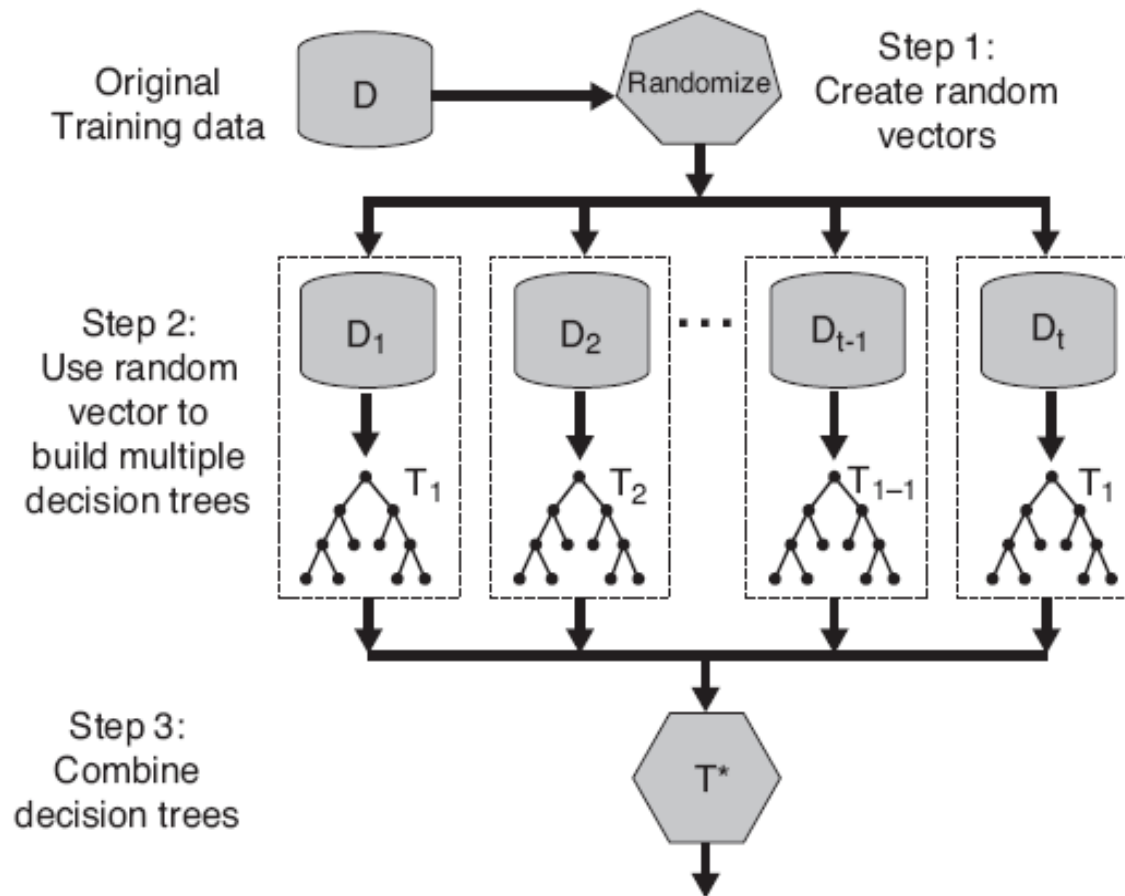 Original
Training data
D
Randomize
Step 1:
Create random
vectors
Step 2:
Use random
vector to
build multiple
decision trees
D₁
D₂
...
Dₜ₋₁
Dₜ
T₁
T₂
T₁₋₁
T₁
Step 3:
Combine
decision trees
T*